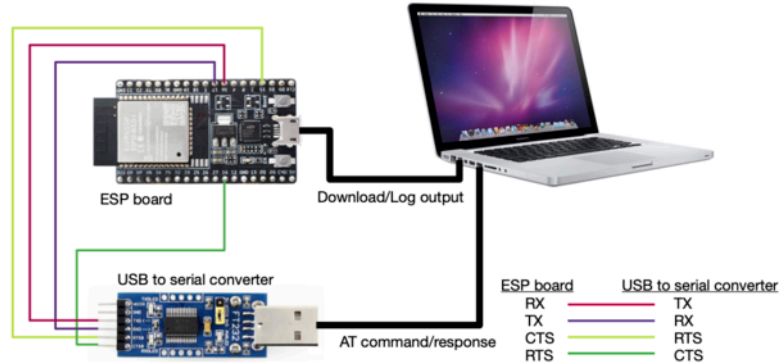 ESP board
Download/Log output
USB to serial converter
FT232
AT command/response
ESP board USB to serial converter
RX TX
TX RX
CTS RTS
RTS CTS